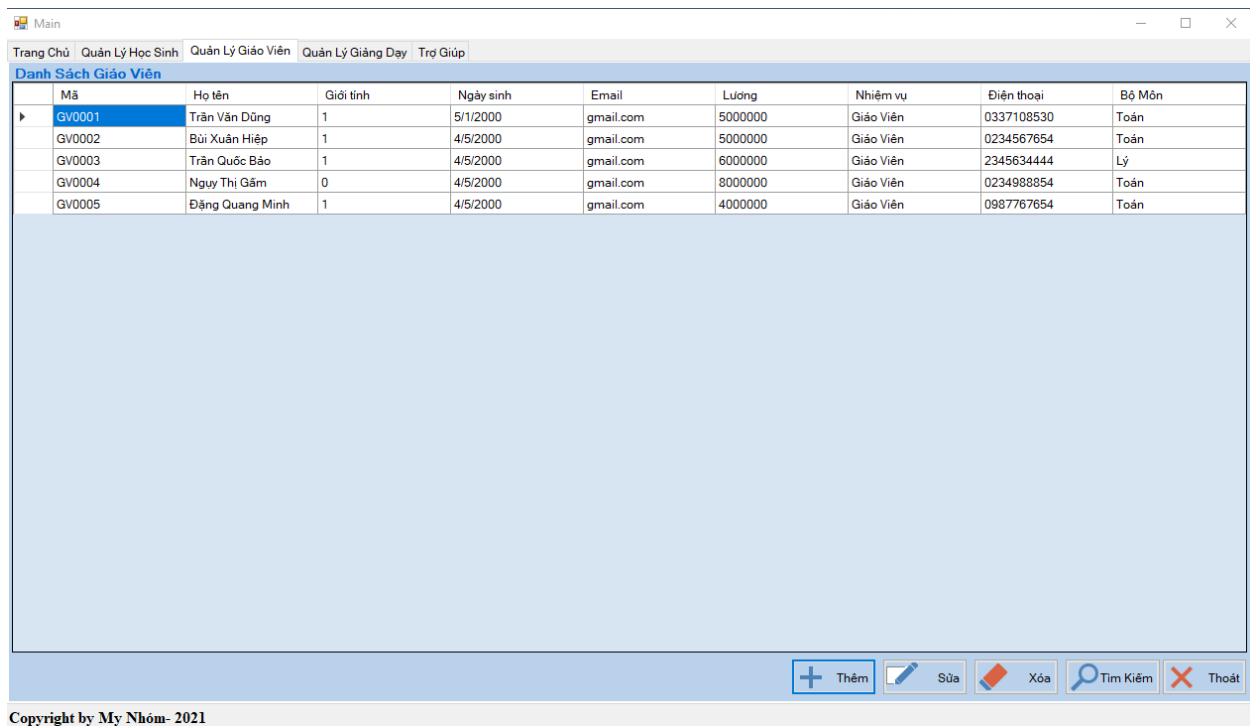 Main
Trang Chủ Quản Lý Học Sinh Quản Lý Giáo Viên Quản Lý Giảng Dạy Trợ Giúp
Danh Sách Giáo Viên
Mã Họ tên Giới tính Ngày sinh Email Lương Nhiệm vụ Điện thoại Bộ Môn
GV0001 Trần Văn Dũng 1 5/1/2000 gmail.com 5000000 Giáo Viên 0337108530 Toán
GV0002 Bùi Xuân Hiệp 1 4/5/2000 gmail.com 5000000 Giáo Viên 0234567654 Toán
GV0003 Trần Quốc Bảo 1 4/5/2000 gmail.com 6000000 Giáo Viên 2345634444 Lý
GV0004 Ngụy Thị Gấm 0 4/5/2000 gmail.com 8000000 Giáo Viên 0234988854 Toán
GV0005 Đặng Quang Minh 1 4/5/2000 gmail.com 4000000 Giáo Viên 0987767654 Toán
Thêm Sửa Xóa Tìm Kiếm Thoát
Copyright by My Nhóm- 2021